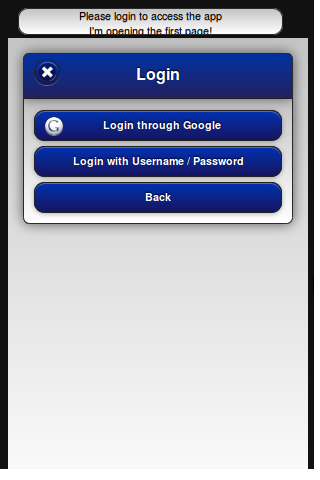 Please login to access the app
I'm opening the first page!
Login
G
Login through Google
Login with Username / Password
Back